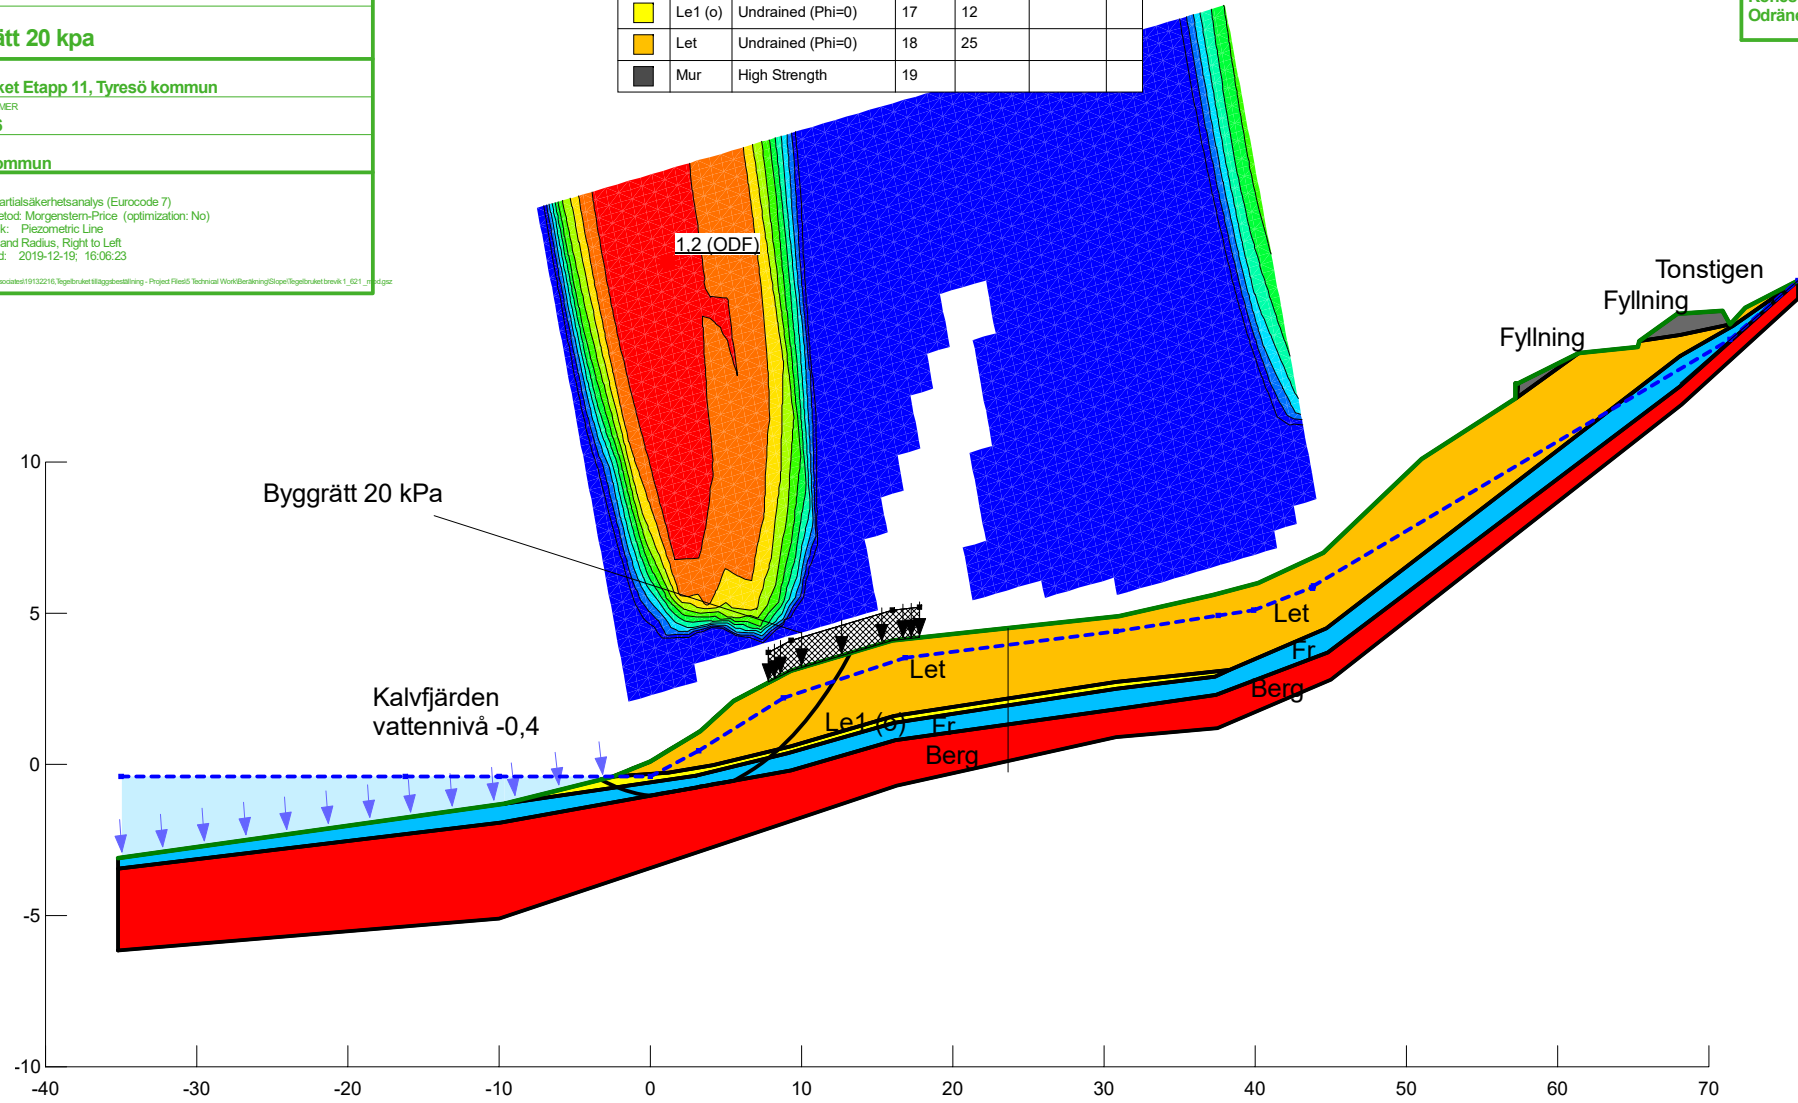 ätt 20 kpa
ket Etapp 11, Tyresö kommun
MER
ommun
artialsäkerhetsanalys (Eurocode 7)
etod: Morgenstern-Price (optimization: No)
k: Piezometric Line
and Radius, Right to Left
d: 2019-12-19; 16:06:23
Le1 (o) Undrained (Phi=0) 17 12
Let Undrained (Phi=0) 18 25
Mur High Strength 19
Odrän
1,2 (ODF)
Tonstigen
Fyllning
Fyllning
Byggrätt 20 kPa
Let
Fr
Berg
Let
Kalvfjärden
vattennivå -0,4
Le1 (o) Fr
Berg
10
5
0
-5
-10
-40 -30 -20 -10 0 10 20 30 40 50 60 70